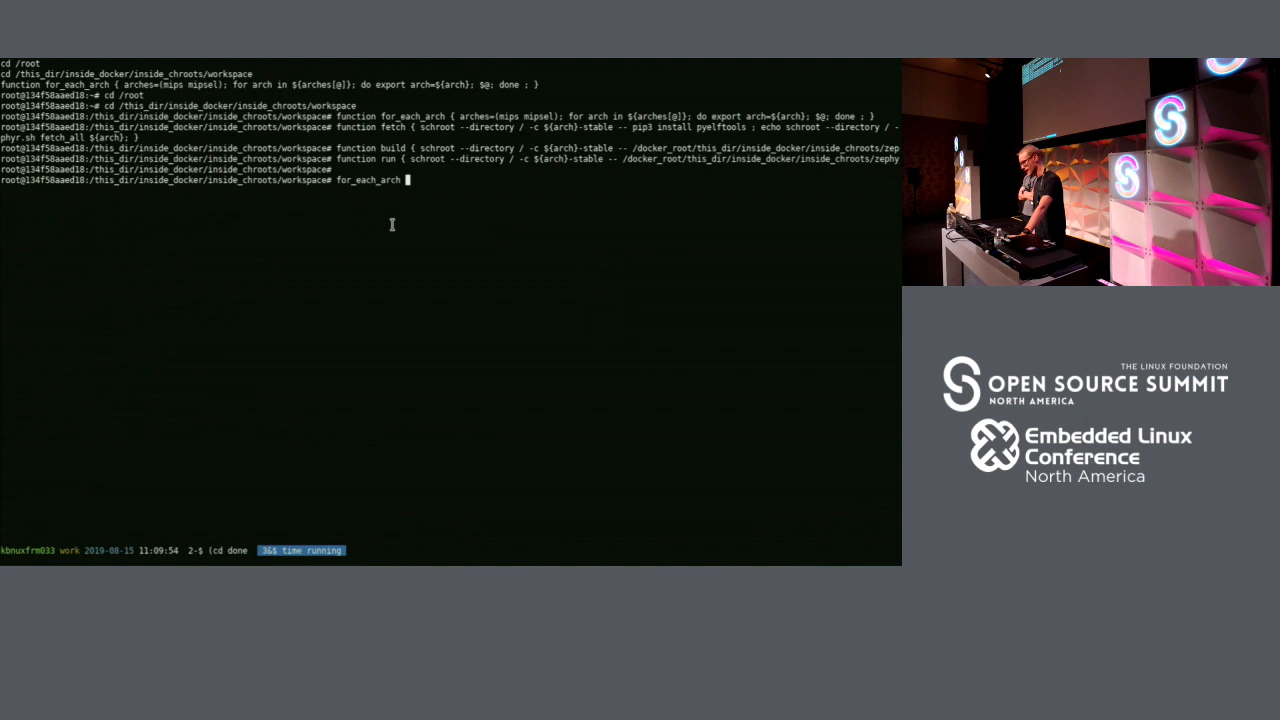 cd /root
cd /this_dir/inside_docker/inside_chroots/workspace
function for_each_arch { arches=(mips mipsel); for arch in ${arches[@]}; do export arch=${arch}; $@; done ; }
root@134f58aaed18:~# cd /root
root@134f58aaed18:~# cd /this_dir/inside_docker/inside_chroots/workspace
root@134f58aaed18:/this_dir/inside_docker/inside_chroots/workspace# function for_each_arch { arches=(mips mipsel); for arch in ${arches[@]}; do export arch=${arch}; $@; done ; }
root@134f58aaed18:/this_dir/inside_docker/inside_chroots/workspace# function fetch { schroot --directory / -c ${arch}-stable -- pip3 install pyelftools ; echo schroot --directory / -
phyr.sh fetch_all ${arch}; }
root@134f58aaed18:/this_dir/inside_docker/inside_chroots/workspace# function build { schroot --directory / -c ${arch}-stable -- /docker_root/this_dir/inside_docker/inside_chroots/zep
root@134f58aaed18:/this_dir/inside_docker/inside_chroots/workspace# function run { schroot --directory / -c ${arch}-stable -- /docker_root/this_dir/inside_docker/inside_chroots/zephy
root@134f58aaed18:/this_dir/inside_docker/inside_chroots/workspace#
root@134f58aaed18:/this_dir/inside_docker/inside_chroots/workspace# for_each_arch
kbnuxfrm033 work 2019-08-15 11:09:54 2-$ (cd done 3&$ time running
THE LINUX FOUNDATION
OPEN SOURCE SUMMIT
NORTH AMERICA
Embedded Linux
Conference
North America